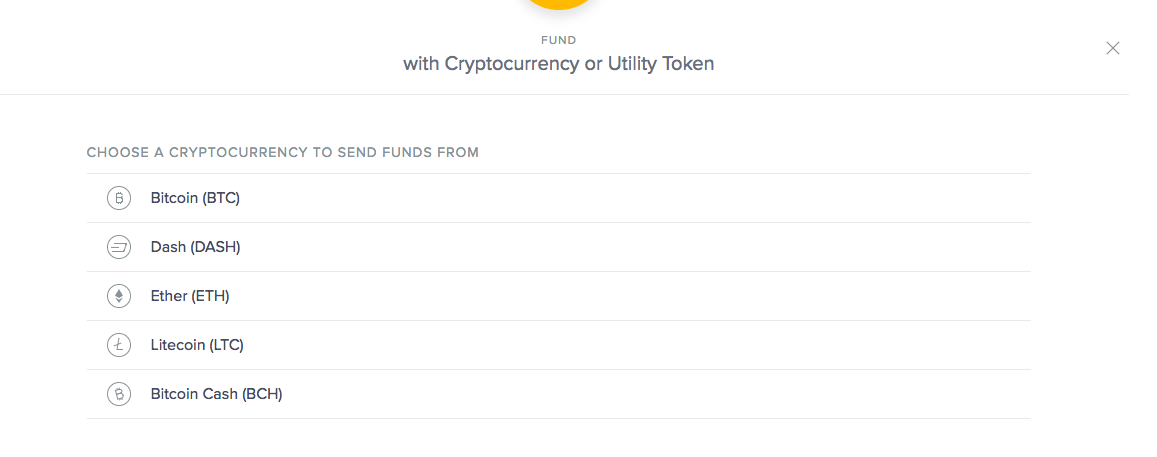 FUND
with Cryptocurrency or Utility Token
CHOOSE A CRYPTOCURRENCY TO SEND FUNDS FROM
Bitcoin (BTC)
Dash (DASH)
Ether (ETH)
Litecoin (LTC)
Bitcoin Cash (BCH)